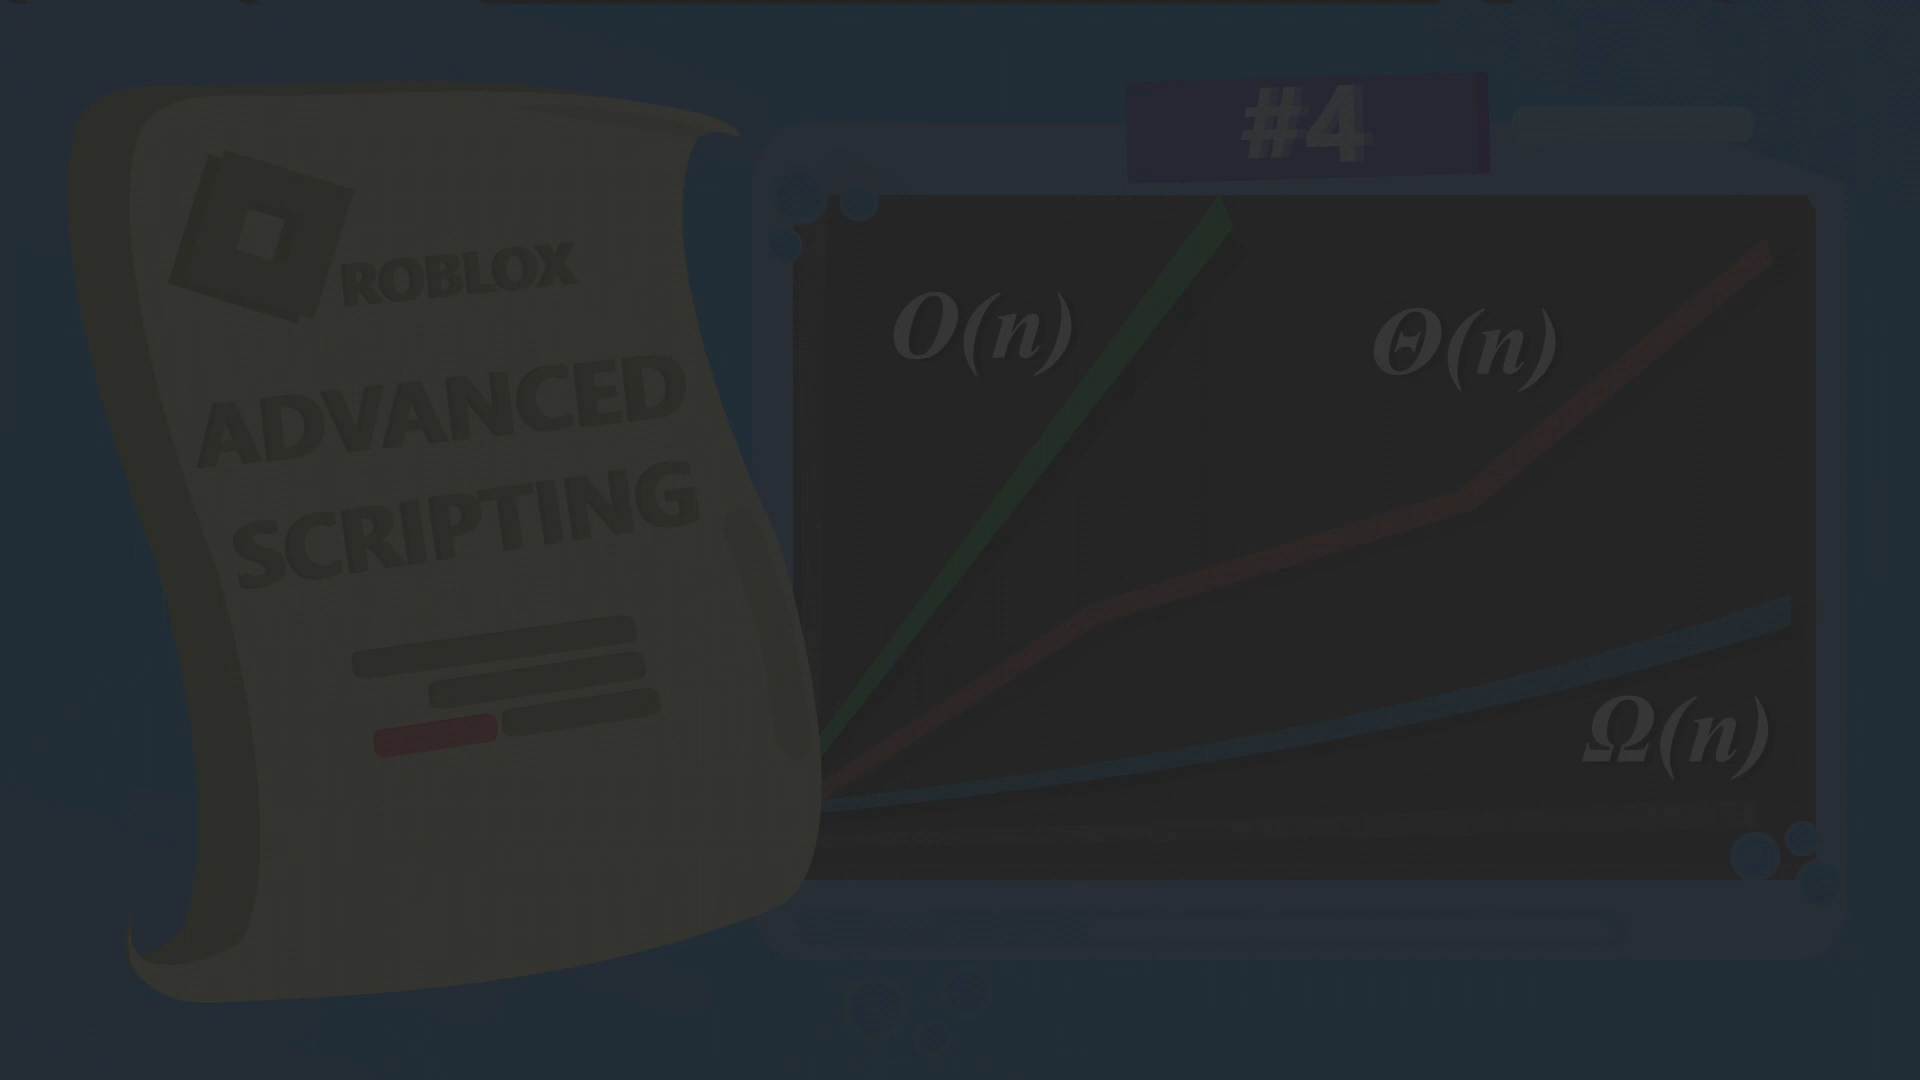 #4
ROBLOX
ADVANCED
SCRIPTING
O(n)
Θ(n)
Ω(n)